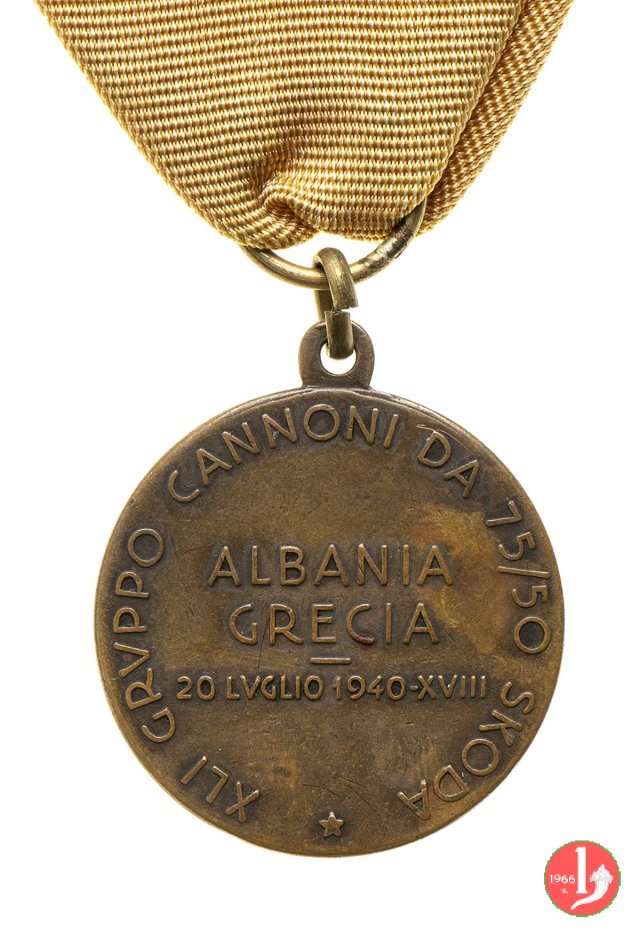 XLI GRVPPO CANNONI DA 75/50 SKODA
ALBANIA
GRECIA
20 LVGLIO 1940-XVIII
1966